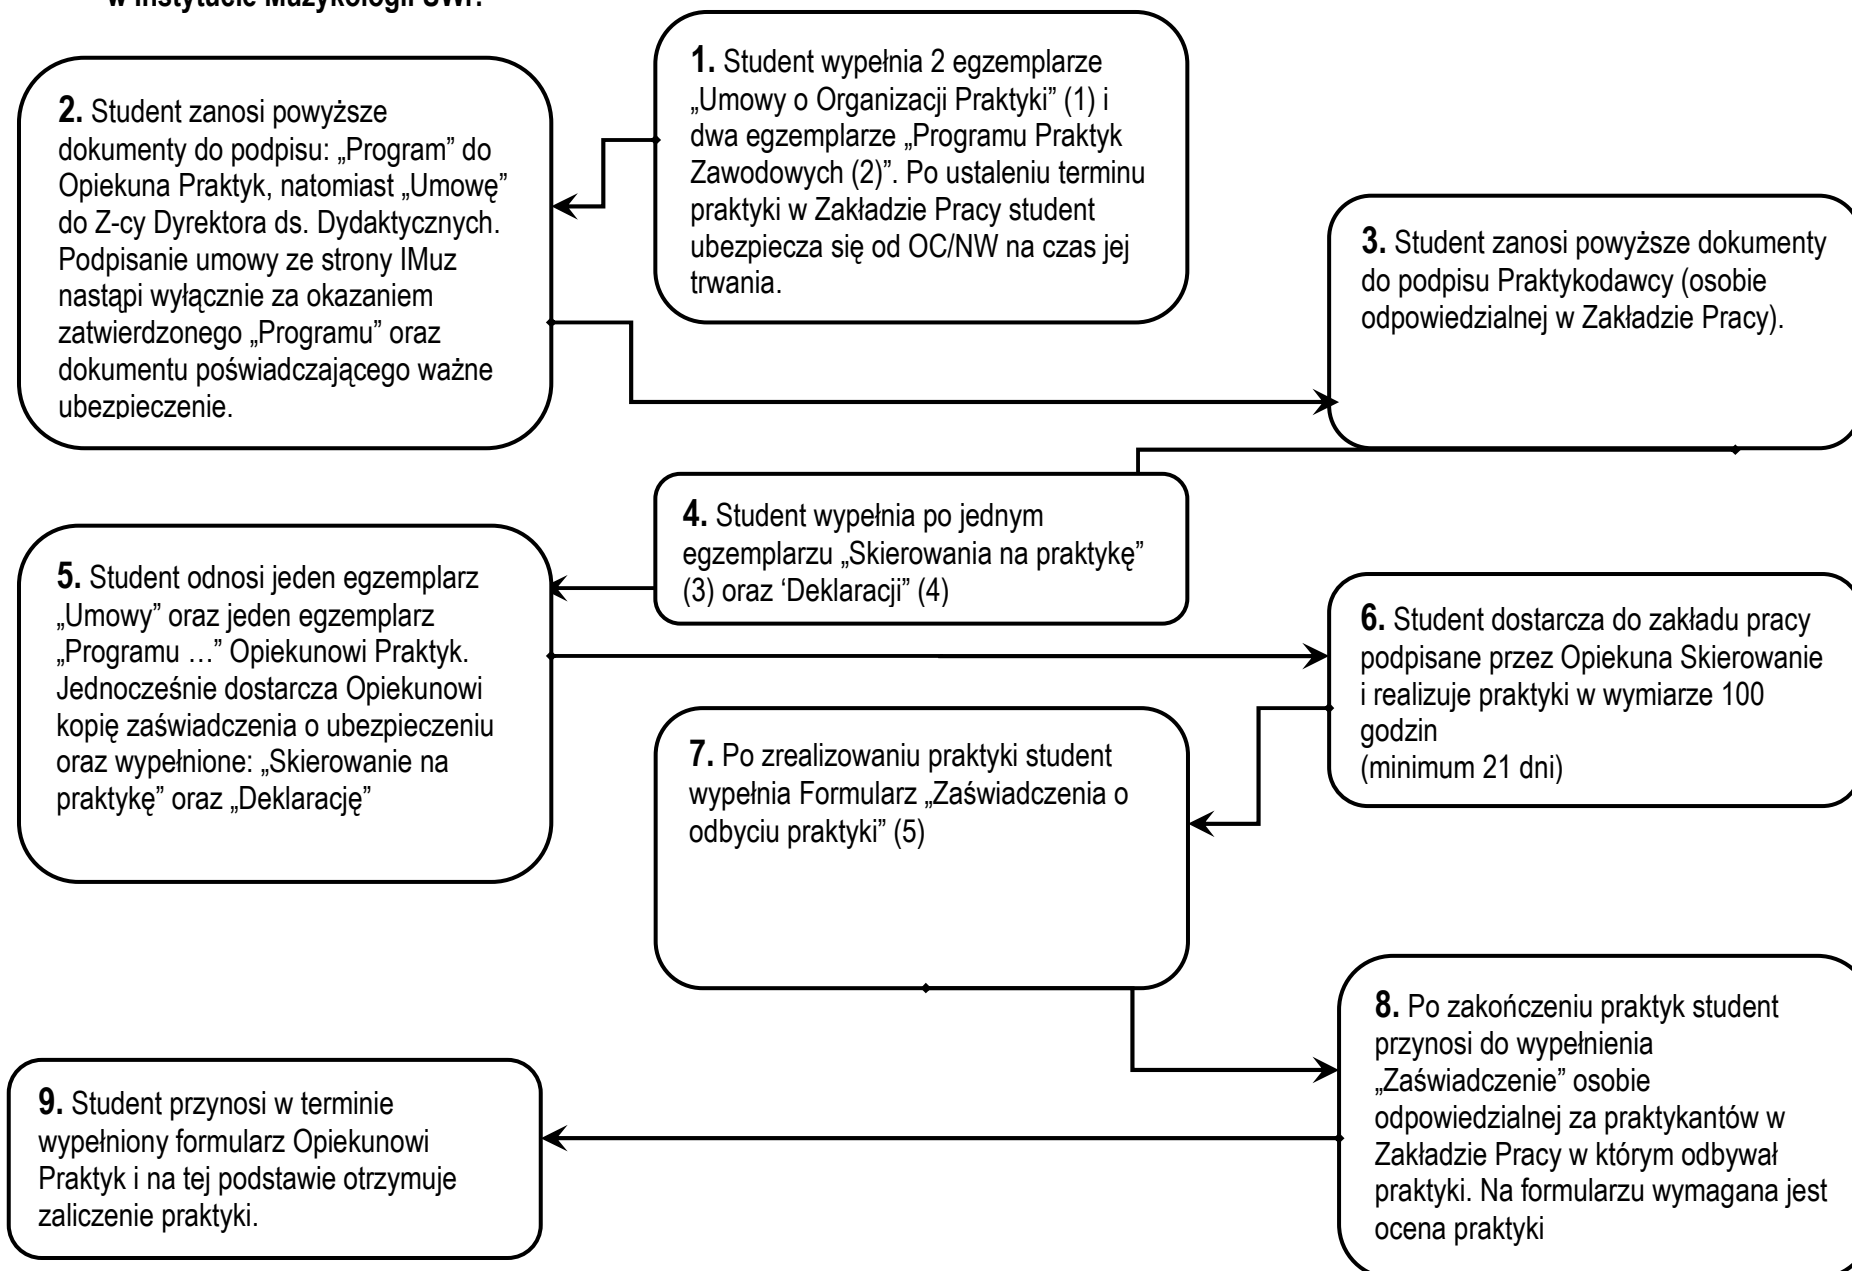 w Instytucie Muzykologii UWr.
1. Student wypełnia 2 egzemplarze
„Umowy o Organizacji Praktyki” (1) i
dwa egzemplarze „Programu Praktyk
Zawodowych (2)”. Po ustaleniu terminu
praktyki w Zakładzie Pracy student
ubezpiecza się od OC/NW na czas jej
trwania.
2. Student zanosi powyższe
dokumenty do podpisu: „Program” do
Opiekuna Praktyk, natomiast „Umowę”
do Z-cy Dyrektora ds. Dydaktycznych.
Podpisanie umowy ze strony IMuz
nastąpi wyłącznie za okazaniem
zatwierdzonego „Programu” oraz
dokumentu poświadczającego ważne
ubezpieczenie.
3. Student zanosi powyższe dokumenty
do podpisu Praktykodawcy (osobie
odpowiedzialnej w Zakładzie Pracy).
4. Student wypełnia po jednym
egzemplarzu „Skierowania na praktykę”
(3) oraz ‘Deklaracji” (4)
5. Student odnosi jeden egzemplarz
„Umowy” oraz jeden egzemplarz
„Programu …” Opiekunowi Praktyk.
Jednocześnie dostarcza Opiekunowi
kopię zaświadczenia o ubezpieczeniu
oraz wypełnione: „Skierowanie na
praktykę” oraz „Deklarację”
6. Student dostarcza do zakładu pracy
podpisane przez Opiekuna Skierowanie
i realizuje praktyki w wymiarze 100
godzin
(minimum 21 dni)
7. Po zrealizowaniu praktyki student
wypełnia Formularz „Zaświadczenia o
odbyciu praktyki” (5)
8. Po zakończeniu praktyk student
przynosi do wypełnienia
„Zaświadczenie” osobie
odpowiedzialnej za praktykantów w
Zakładzie Pracy w którym odbywał
praktyki. Na formularzu wymagana jest
ocena praktyki
9. Student przynosi w terminie
wypełniony formularz Opiekunowi
Praktyk i na tej podstawie otrzymuje
zaliczenie praktyki.